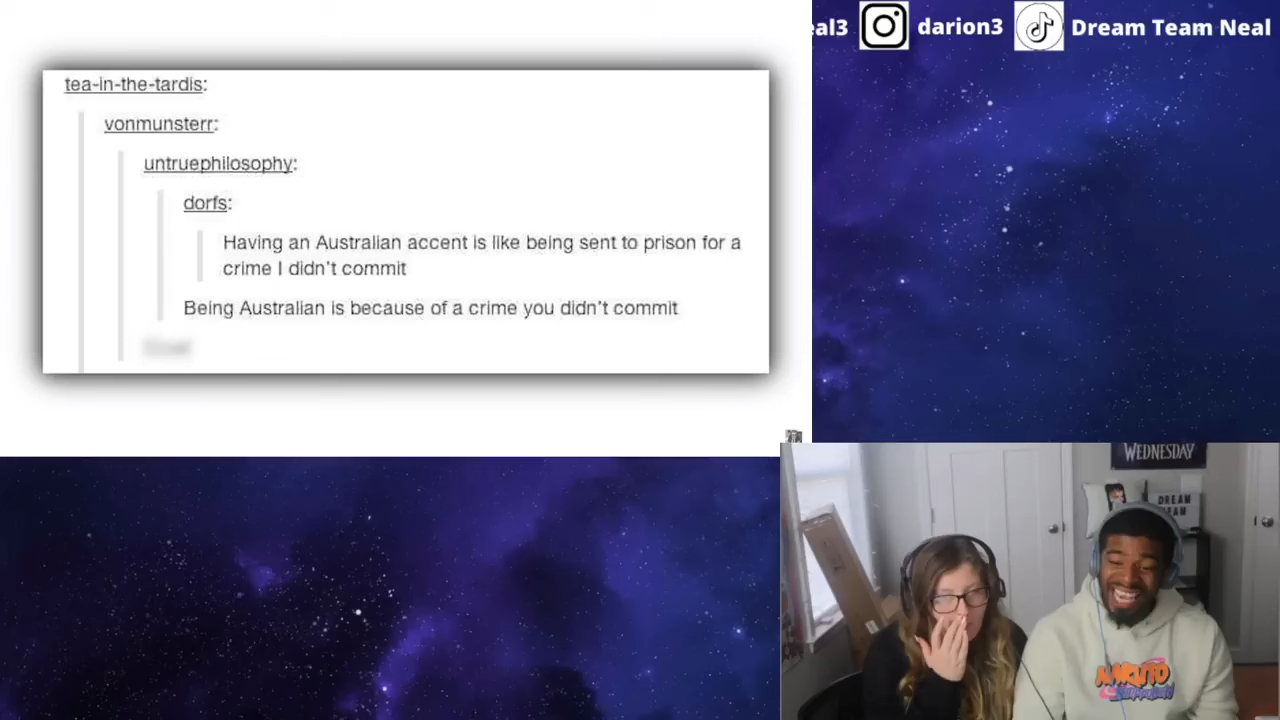 eal3 darion3 Dream Team Neal
tea-in-the-tardis:
vonmunsterr:
untruephilosophy:
dorfs:
Having an Australian accent is like being sent to prison for a
crime I didn't commit
Being Australian is because of a crime you didn't commit
WEDNESDAY
DREAM
TEAM
NARUTO